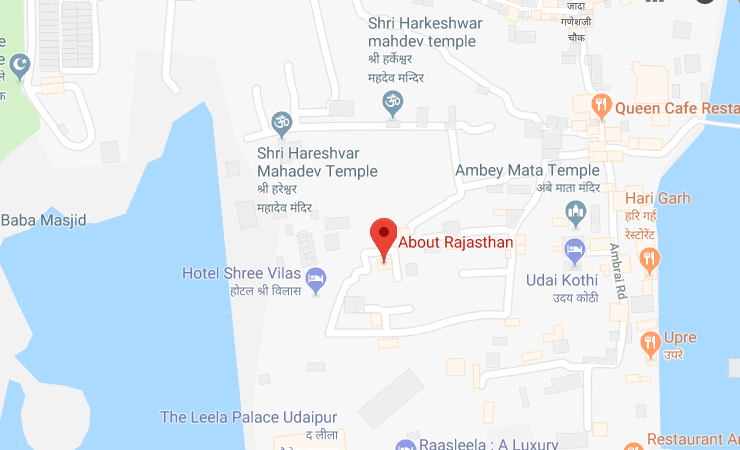 जादा
गणेशजी
चौक
Shri Harkeshwar
mahdev temple
श्री हर्केश्वर
महदेव मन्दिर
Queen Cafe Resta
Shri Hareshvar
Mahadev Temple
श्री हरेश्वर
महादेव मंदिर
Ambey Mata Temple
अंबे माता मंदिर
Hari Garh
हरि गर्ह
रेस्टोरेंट
Baba Masjid
About Rajasthan
Ambrai Rd
Hotel Shree Vilas
होटल श्री विलास
Udai Kothi
उदय कोठी
Upre
उपरे
The Leela Palace Udaipur
द लीला
Raasleela : A Luxury
Restaurant A